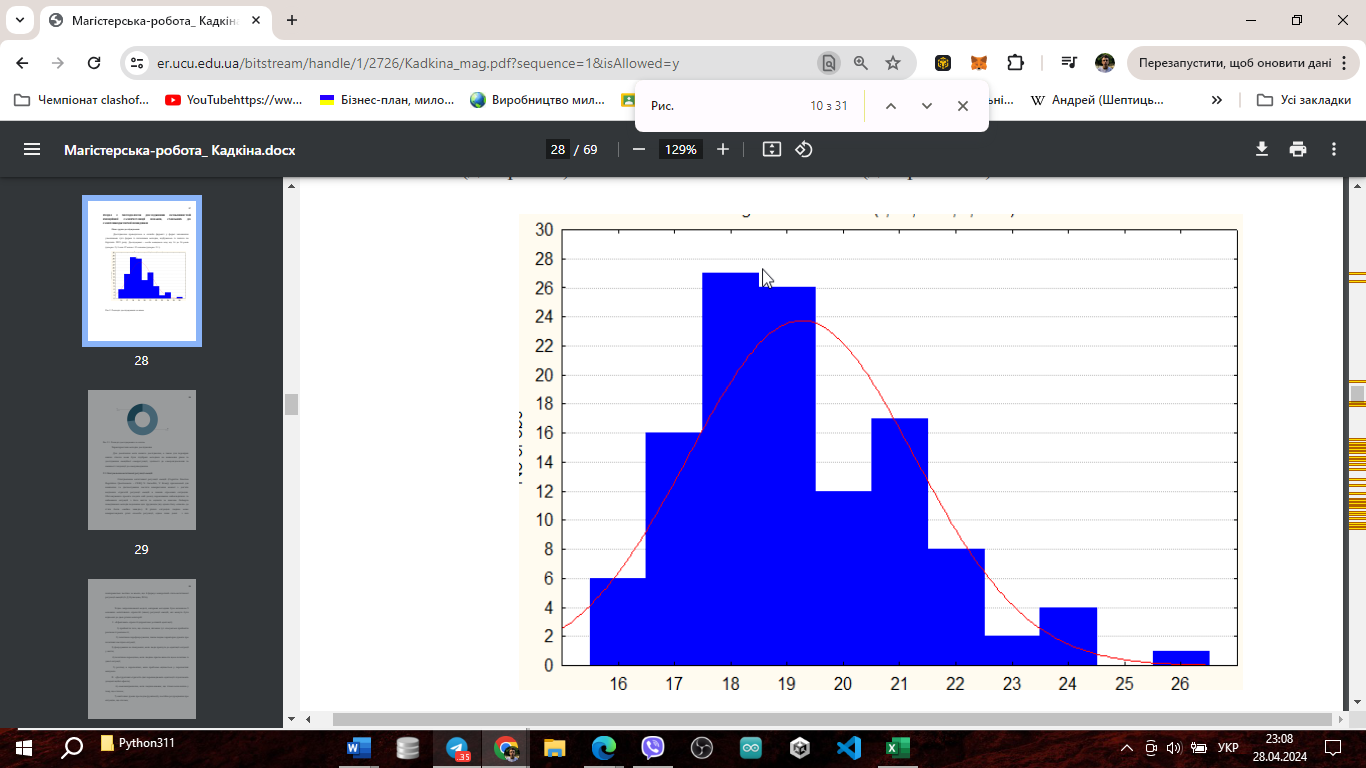 Магістерська-робота_ Кадкіна
er.ucu.edu.ua/bitstream/handle/1/2726/Kadkina_mag.pdf?sequence=1&isAllowed=y
Перезапустити, щоб оновити дані
Чемпіонат clashof...
YouTubehttps://ww...
Бізнес-план, мило...
Виробництво мил...
ьні...
Андрей (Шептиць...
Усі закладки
Рис.
10 з 31
Магістерська-робота_ Кадкіна.docx
28 / 69
129%
28
29
30
28
26
24
22
20
18
16
14
12
10
8
6
4
2
0
16 17 18 19 20 21 22 23 24 25 26
Python311
35
УКР
23:08
28.04.2024